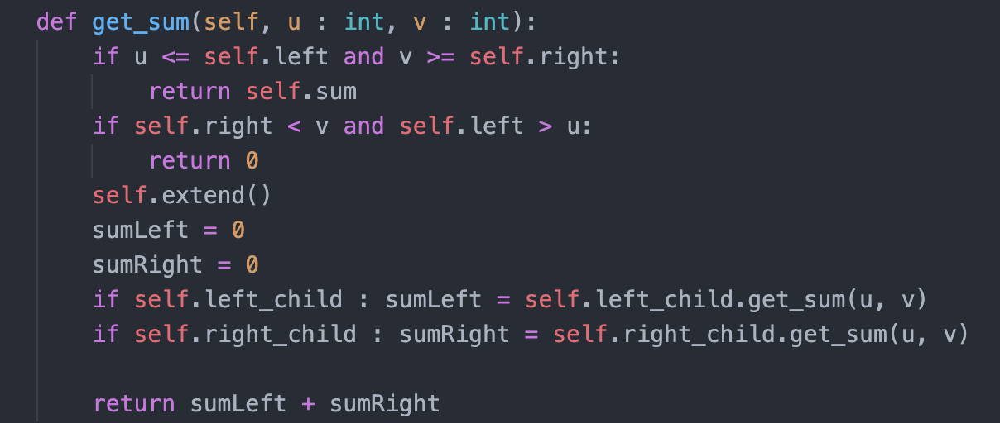 def get_sum(self, u : int, v : int):
    if u <= self.left and v >= self.right:
        return self.sum
    if self.right < v and self.left > u:
        return 0
    self.extend()
    sumLeft = 0
    sumRight = 0
    if self.left_child : sumLeft = self.left_child.get_sum(u, v)
    if self.right_child : sumRight = self.right_child.get_sum(u, v)

    return sumLeft + sumRight